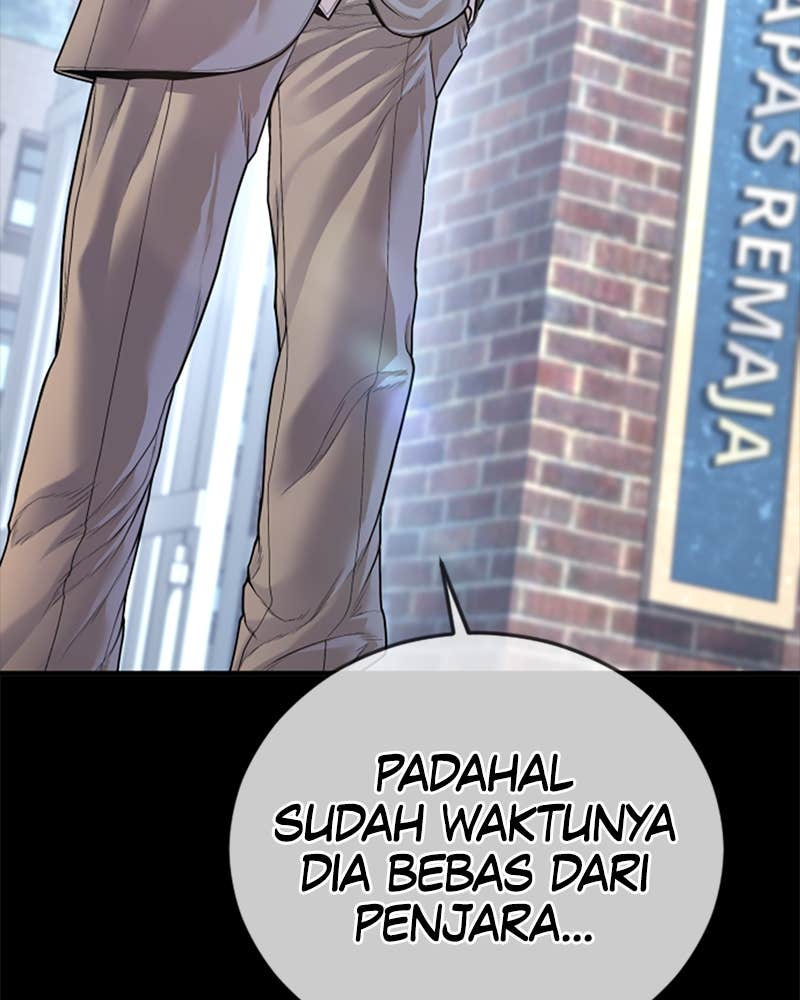 APAS REMAJA
PADAHAL
SUDAH WAKTUNYA
DIA BEBAS DARI
PENJARA...